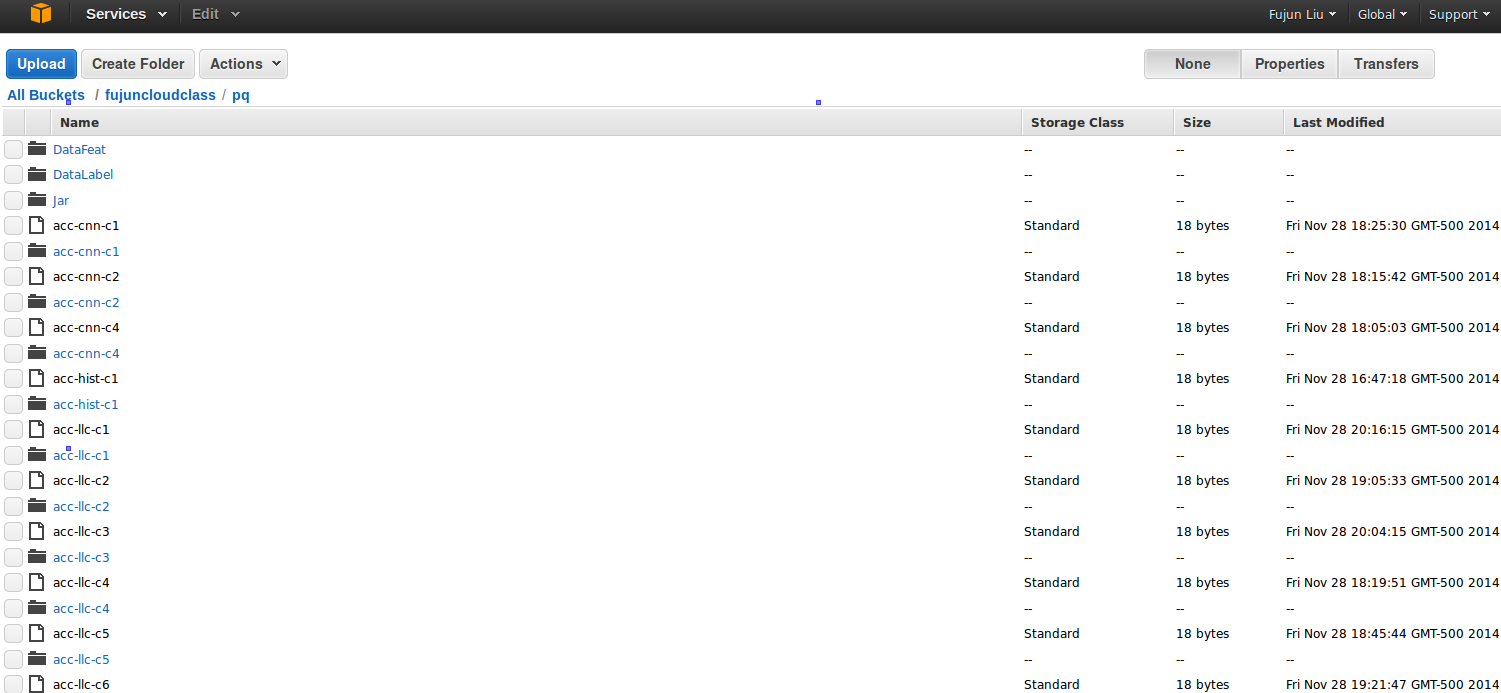 Services Edit Fujun Liu Global Support
Upload Create Folder Actions None Properties Transfers
All Buckets / fujuncloudclass / pq
Name Storage Class Size Last Modified
DataFeat -- -- --
DataLabel -- -- --
Jar -- -- --
acc-cnn-c1 Standard 18 bytes Fri Nov 28 18:25:30 GMT-500 2014
acc-cnn-c1 -- -- --
acc-cnn-c2 Standard 18 bytes Fri Nov 28 18:15:42 GMT-500 2014
acc-cnn-c2 -- -- --
acc-cnn-c4 Standard 18 bytes Fri Nov 28 18:05:03 GMT-500 2014
acc-cnn-c4 -- -- --
acc-hist-c1 Standard 18 bytes Fri Nov 28 16:47:18 GMT-500 2014
acc-hist-c1 -- -- --
acc-llc-c1 Standard 18 bytes Fri Nov 28 20:16:15 GMT-500 2014
acc-llc-c1 -- -- --
acc-llc-c2 Standard 18 bytes Fri Nov 28 19:05:33 GMT-500 2014
acc-llc-c2 -- -- --
acc-llc-c3 Standard 18 bytes Fri Nov 28 20:04:15 GMT-500 2014
acc-llc-c3 -- -- --
acc-llc-c4 Standard 18 bytes Fri Nov 28 18:19:51 GMT-500 2014
acc-llc-c4 -- -- --
acc-llc-c5 Standard 18 bytes Fri Nov 28 18:45:44 GMT-500 2014
acc-llc-c5 -- -- --
acc-llc-c6 Standard 18 bytes Fri Nov 28 19:21:47 GMT-500 2014